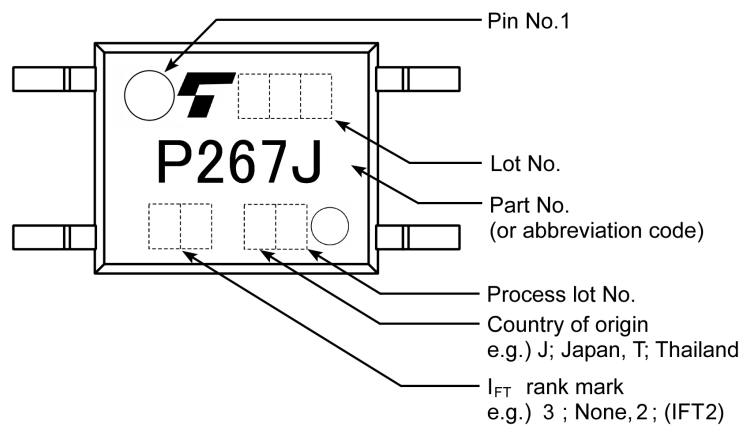 Pin No.1
P267J
Lot No.
Part No.
(or abbreviation code)
Process lot No.
Country of origin
e.g.) J; Japan, T; Thailand
IFT rank mark
e.g.) 3 ; None, 2 ; (IFT2)